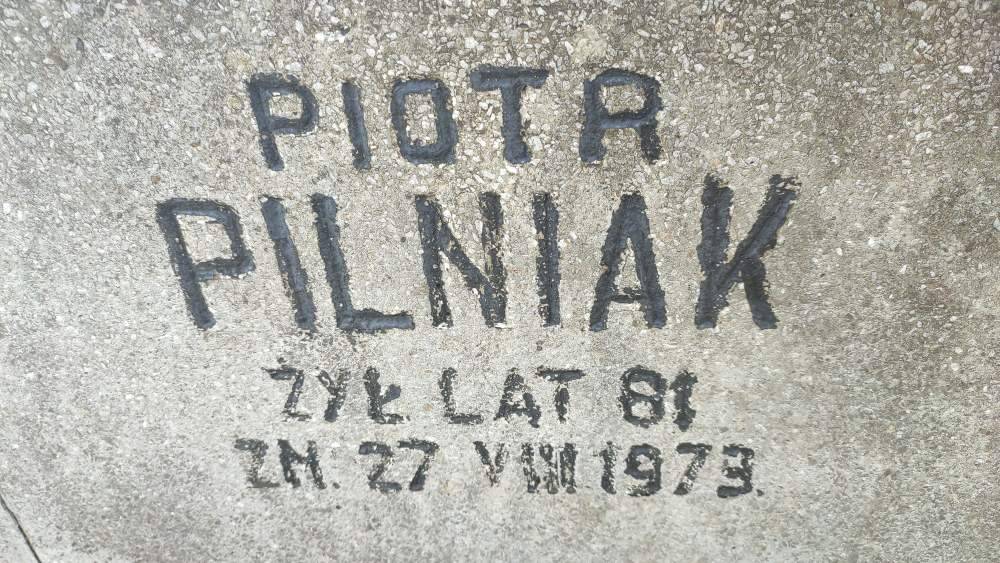 PIOTR
PILNIAK
ŻYŁ LAT 81
ZM. 27 VIII 1973.